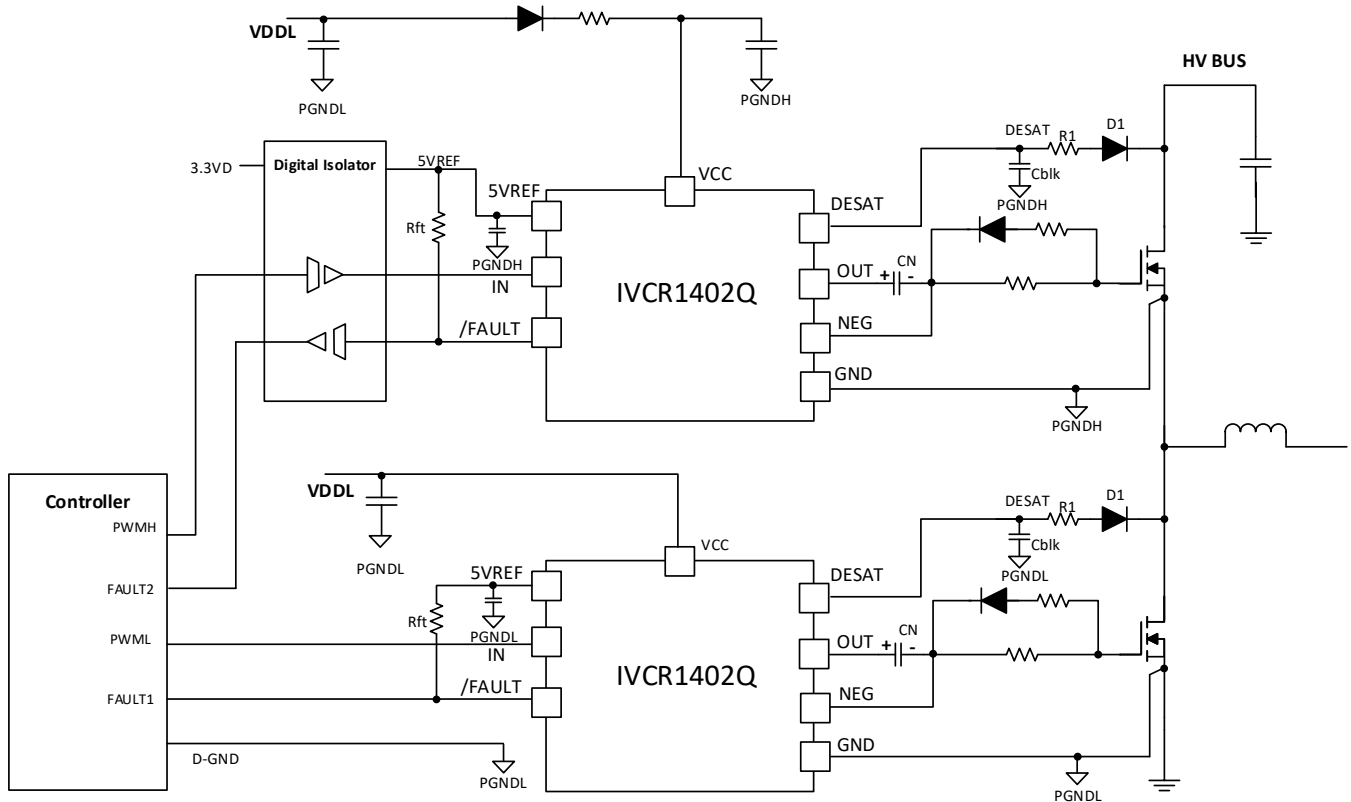 VDDL
PGNDL
PGNDH
HV BUS
DESAT
R1
D1
Cblk
PGNDH
3.3VD
Digital Isolator
5VREF
Rft
5VREF
PGNDH
IN
/FAULT
VCC
IVCR1402Q
DESAT
OUT
+ CN -
NEG
GND
PGNDH
Controller
PWMH
FAULT2
PWML
FAULT1
D-GND
PGNDL
VDDL
PGNDL
VCC
5VREF
Rft
PGNDL
IN
/FAULT
IVCR1402Q
DESAT
OUT
+ CN -
NEG
GND
DESAT
R1
D1
Cblk
PGNDL
PGNDL